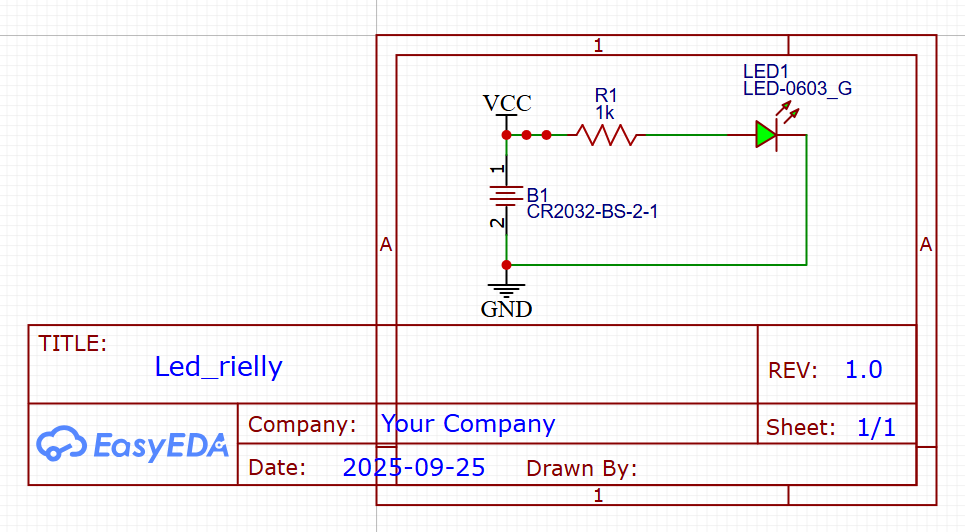 1
LED1
LED-0603_G
R1
1k
VCC
1
B1
CR2032-BS-2-1
2
A
A
GND
TITLE:
Led_rielly
REV: 1.0
EasyEDA
Company: Your Company
Sheet: 1/1
Date: 2025-09-25 Drawn By:
1